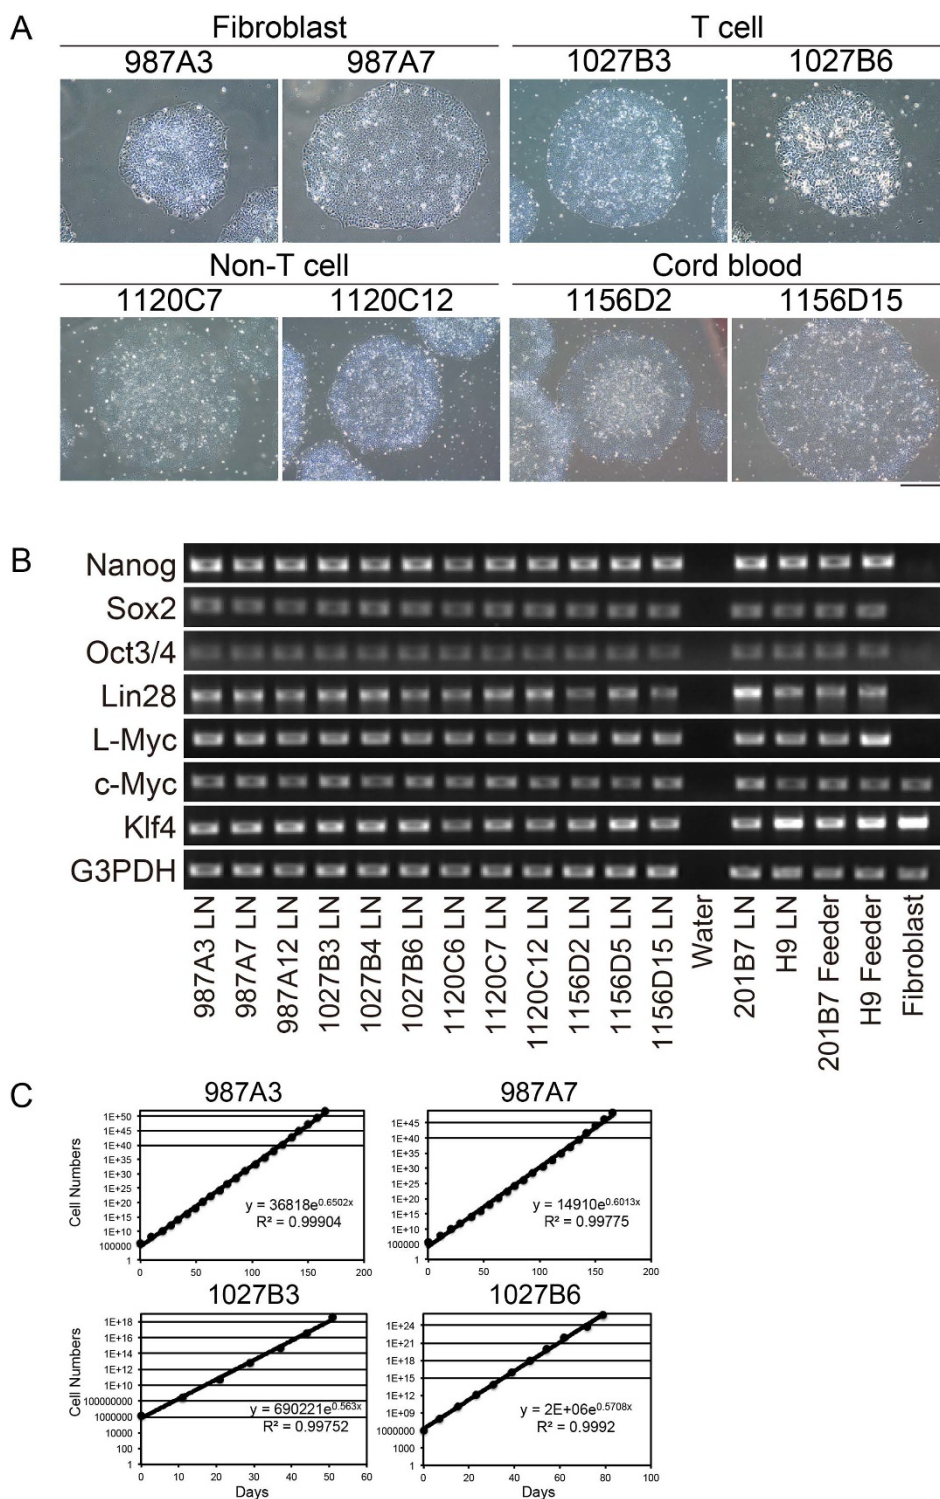 A
Fibroblast
T cell
987A3
987A7
1027B3
1027B6
Non-T cell
Cord blood
1120C7
1120C12
1156D2
1156D15
B
Nanog
Sox2
Oct3/4
Lin28
L-Myc
c-Myc
Klf4
G3PDH
987A3 LN
987A7 LN
987A12 LN
1027B3 LN
1027B4 LN
1027B6 LN
1120C6 LN
1120C7 LN
1120C12 LN
1156D2 LN
1156D5 LN
1156D15 LN
Water
201B7 LN
H9 LN
201B7 Feeder
H9 Feeder
Fibroblast
C
987A3
Cell Numbers
1E+50
1E+45
1E+40
1E+35
1E+30
1E+25
1E+20
1E+15
1E+10
100000
1
y = 36818e^0.6502x
R² = 0.99904
0 50 100 150 200
987A7
1E+45
1E+40
1E+35
1E+30
1E+25
1E+20
1E+15
1E+10
100000
1
y = 14910e^0.6013x
R² = 0.99775
0 50 100 150 200
1027B3
Cell Numbers
1E+18
1E+16
1E+14
1E+12
1E+10
100000000
1000000
10000
100
1
y = 690221e^0.563x
R² = 0.99752
0 10 20 30 40 50 60
Days
1027B6
1E+24
1E+21
1E+18
1E+15
1E+12
1E+09
1000000
1000
1
y = 2E+06e^0.5708x
R² = 0.9992
0 20 40 60 80 100
Days